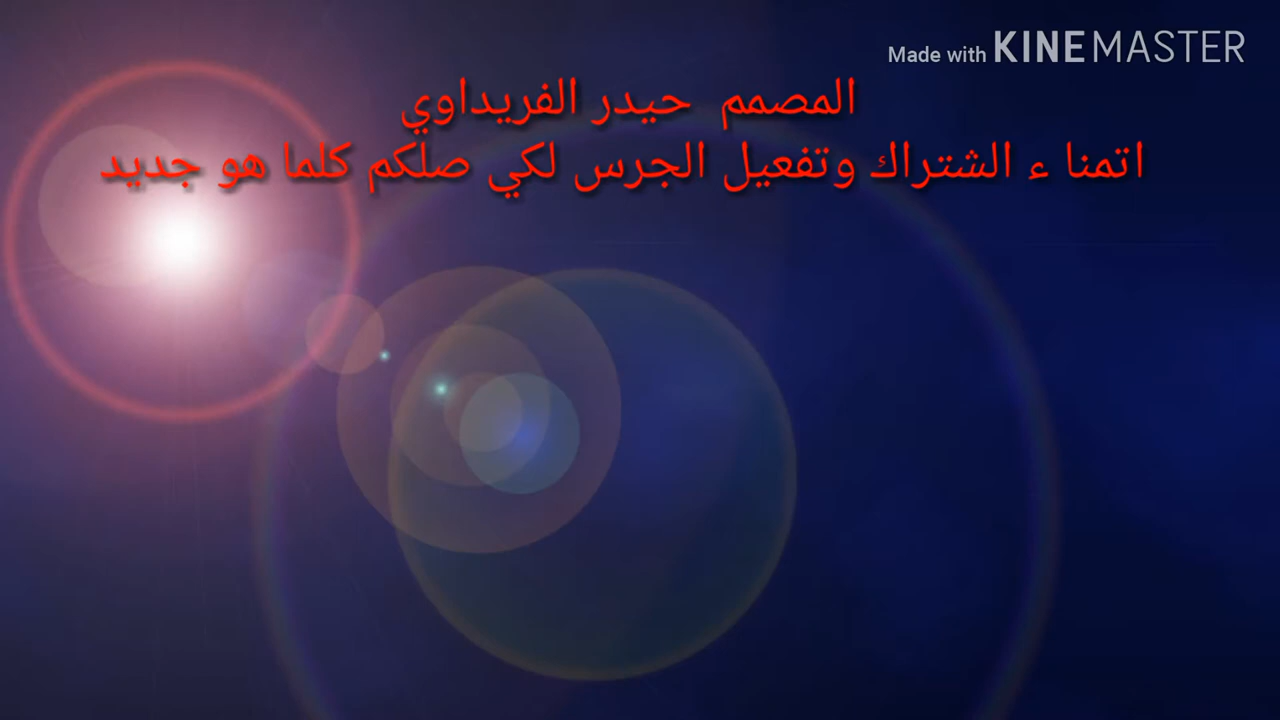 Made with KINEMASTER
المصمم حيدر الفريداوي
اتمنا ء الشتراك وتفعيل الجرس لكي صلكم كلما هو جديد